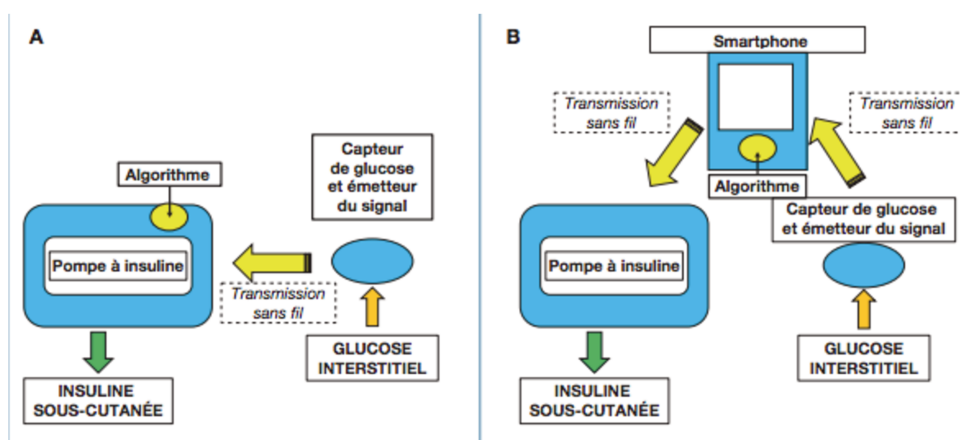 A
Capteur
de glucose
et émetteur
du signal
Algorithme
Pompe à insuline
Transmission
sans fil
GLUCOSE
INTERSTITIEL
INSULINE
SOUS-CUTANÉE
B
Smartphone
Transmission
sans fil
Transmission
sans fil
Algorithme
Capteur de glucose
et émetteur du signal
Pompe à insuline
GLUCOSE
INTERSTITIEL
INSULINE
SOUS-CUTANÉE